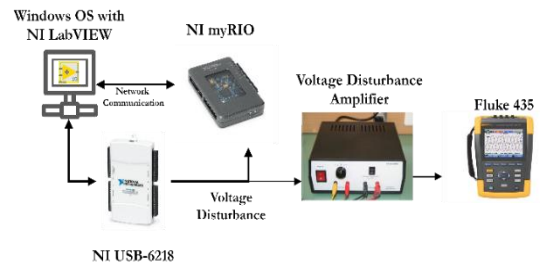 Windows OS with
NI LabVIEW
NI myRIO
Network
Communication
Voltage Disturbance
Amplifier
Fluke 435
Voltage
Disturbance
NI USB-6218